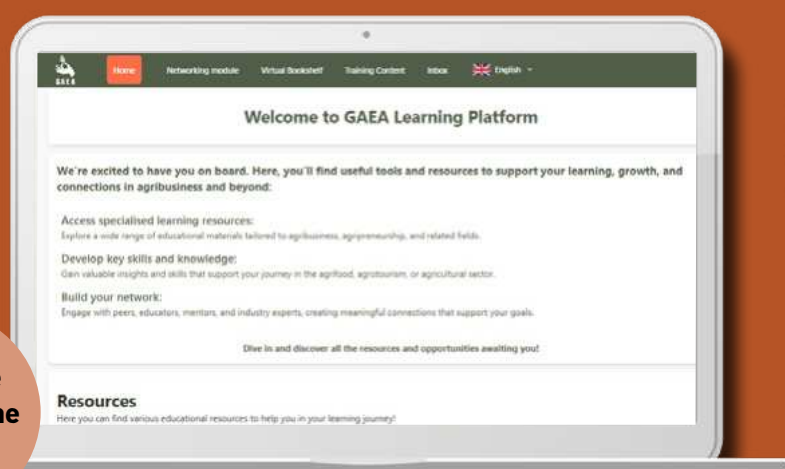 GAEA
Home
Networking module
Virtual Bookshelf
Training Content
Inbox
English
Welcome to GAEA Learning Platform
We're excited to have you on board. Here, you'll find useful tools and resources to support your learning, growth, and
connections in agribusiness and beyond:
Access specialised learning resources:
Explore a wide range of educational materials tailored to agribusiness, agripreneurship, and related fields.
Develop key skills and knowledge:
Gain valuable insights and skills that support your journey in the agrifood, agrotourism, or agricultural sector.
Build your network:
Engage with peers, educators, mentors, and industry experts, creating meaningful connections that support your goals.
Dive in and discover all the resources and opportunities awaiting you!
Resources
Here you can find various educational resources to help you in your learning journey!